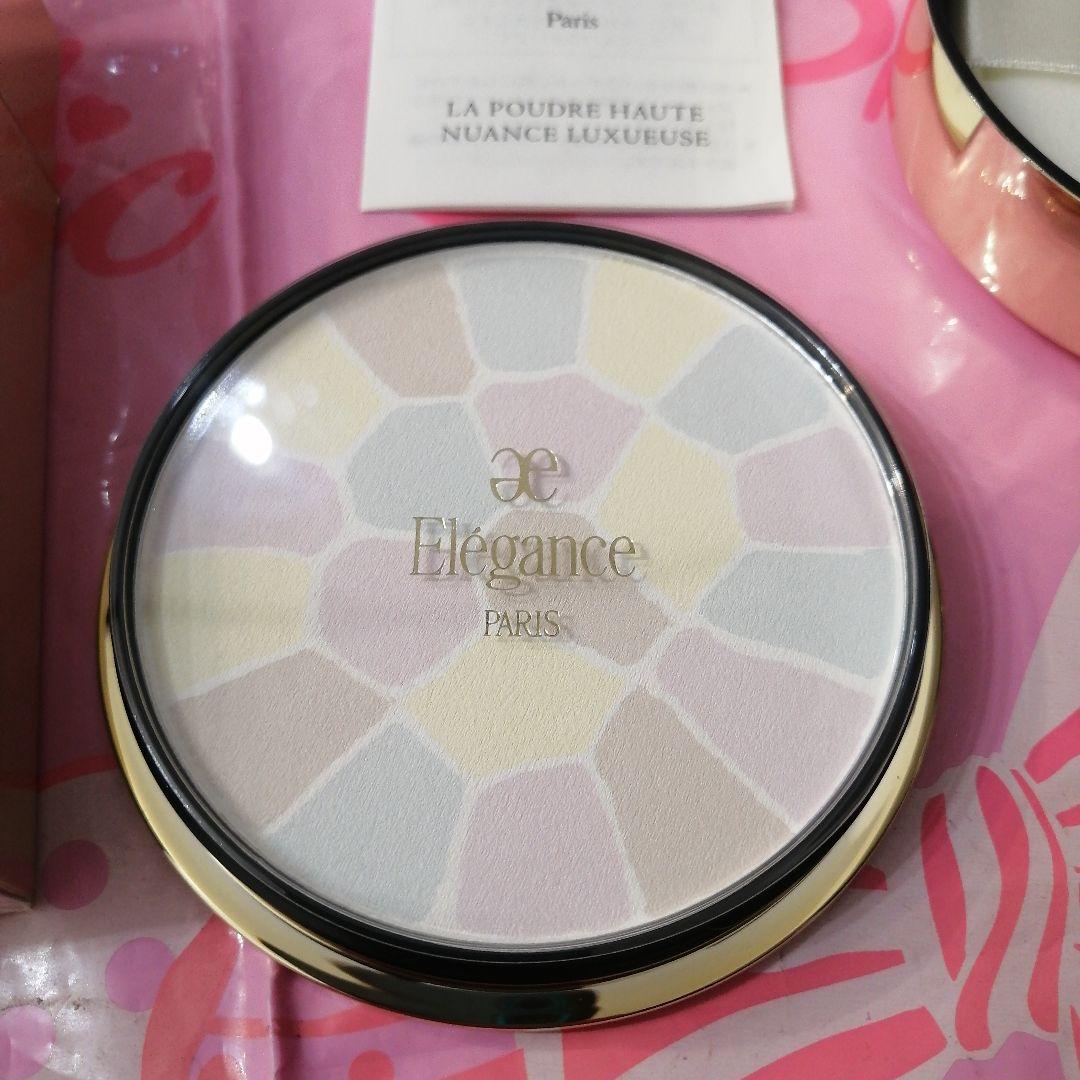 Paris
LA POUDRE HAUTE
NUANCE LUXUEUSE
æ
Elégance
PARIS